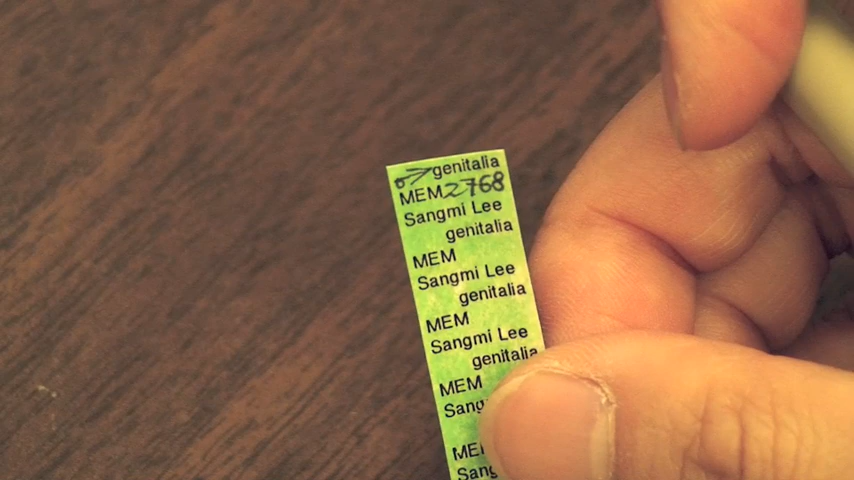 ♂ genitalia
MEM 2768
Sangmi Lee
genitalia
MEM
Sangmi Lee
genitalia
MEM
Sangmi Lee
genitalia
MEM